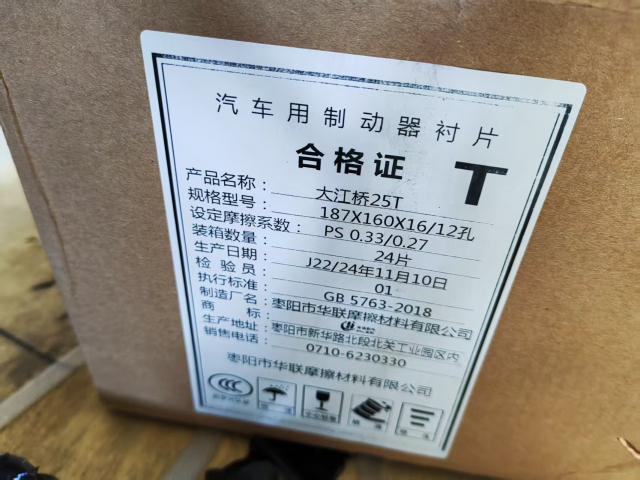 汽车用制动器衬片
合格证
T
产品名称： 大江桥25T
规格型号： 187X160X16/12孔
设定摩擦系数： PS 0.33/0.27
装箱数量： 24片
生产日期： J22/24年11月10日
检 验 员： 01
执行标准： GB 5763-2018
制造厂名： 枣阳市华联摩擦材料有限公司
商 标：
生产地址： 枣阳市新华路北段北关工业园区内
销售电话： 0710-6230330
枣阳市华联摩擦材料有限公司